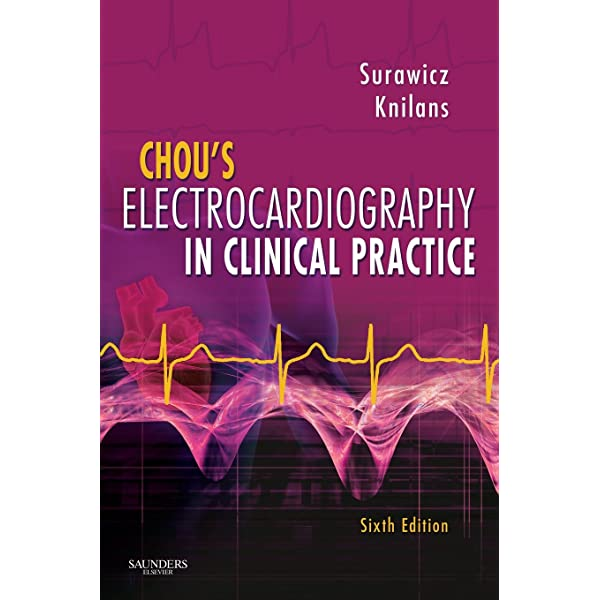 Surawicz
Knilans
CHOU'S
ELECTROCARDIOGRAPHY
IN CLINICAL PRACTICE
Sixth Edition
SAUNDERS
ELSEVIER